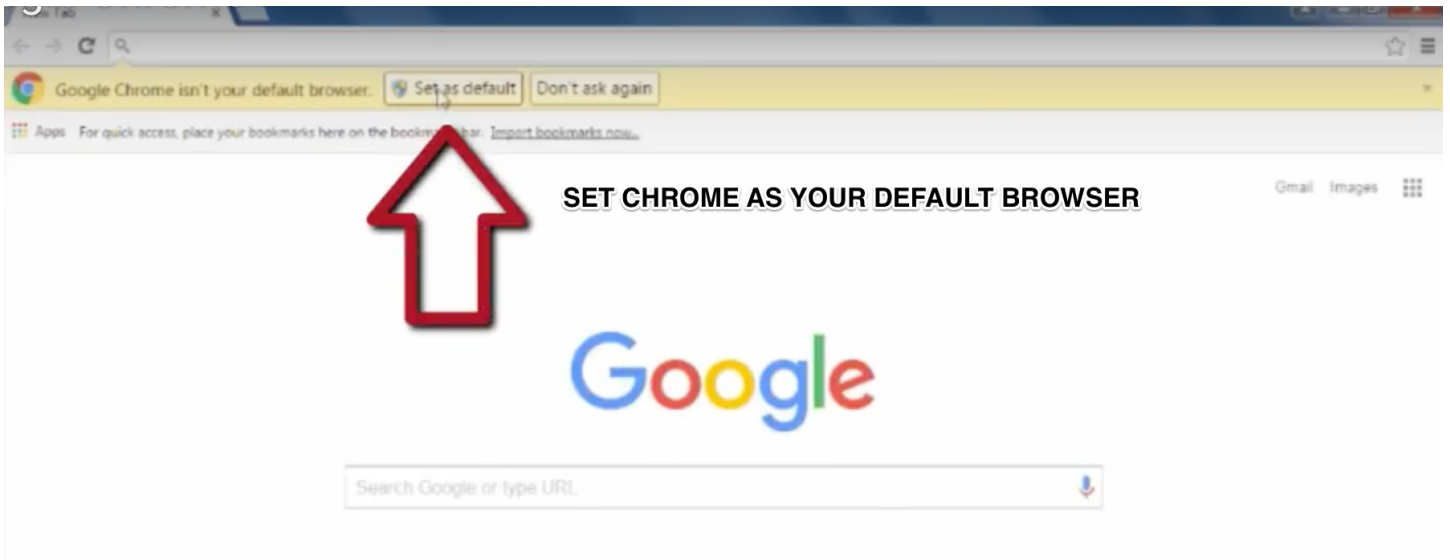 Tab
Google Chrome isn't your default browser. Set as default Don't ask again
Apps For quick access, place your bookmarks here on the bar. Import bookmarks now...
SET CHROME AS YOUR DEFAULT BROWSER
Gmail Images
Google
Search Google or type URL